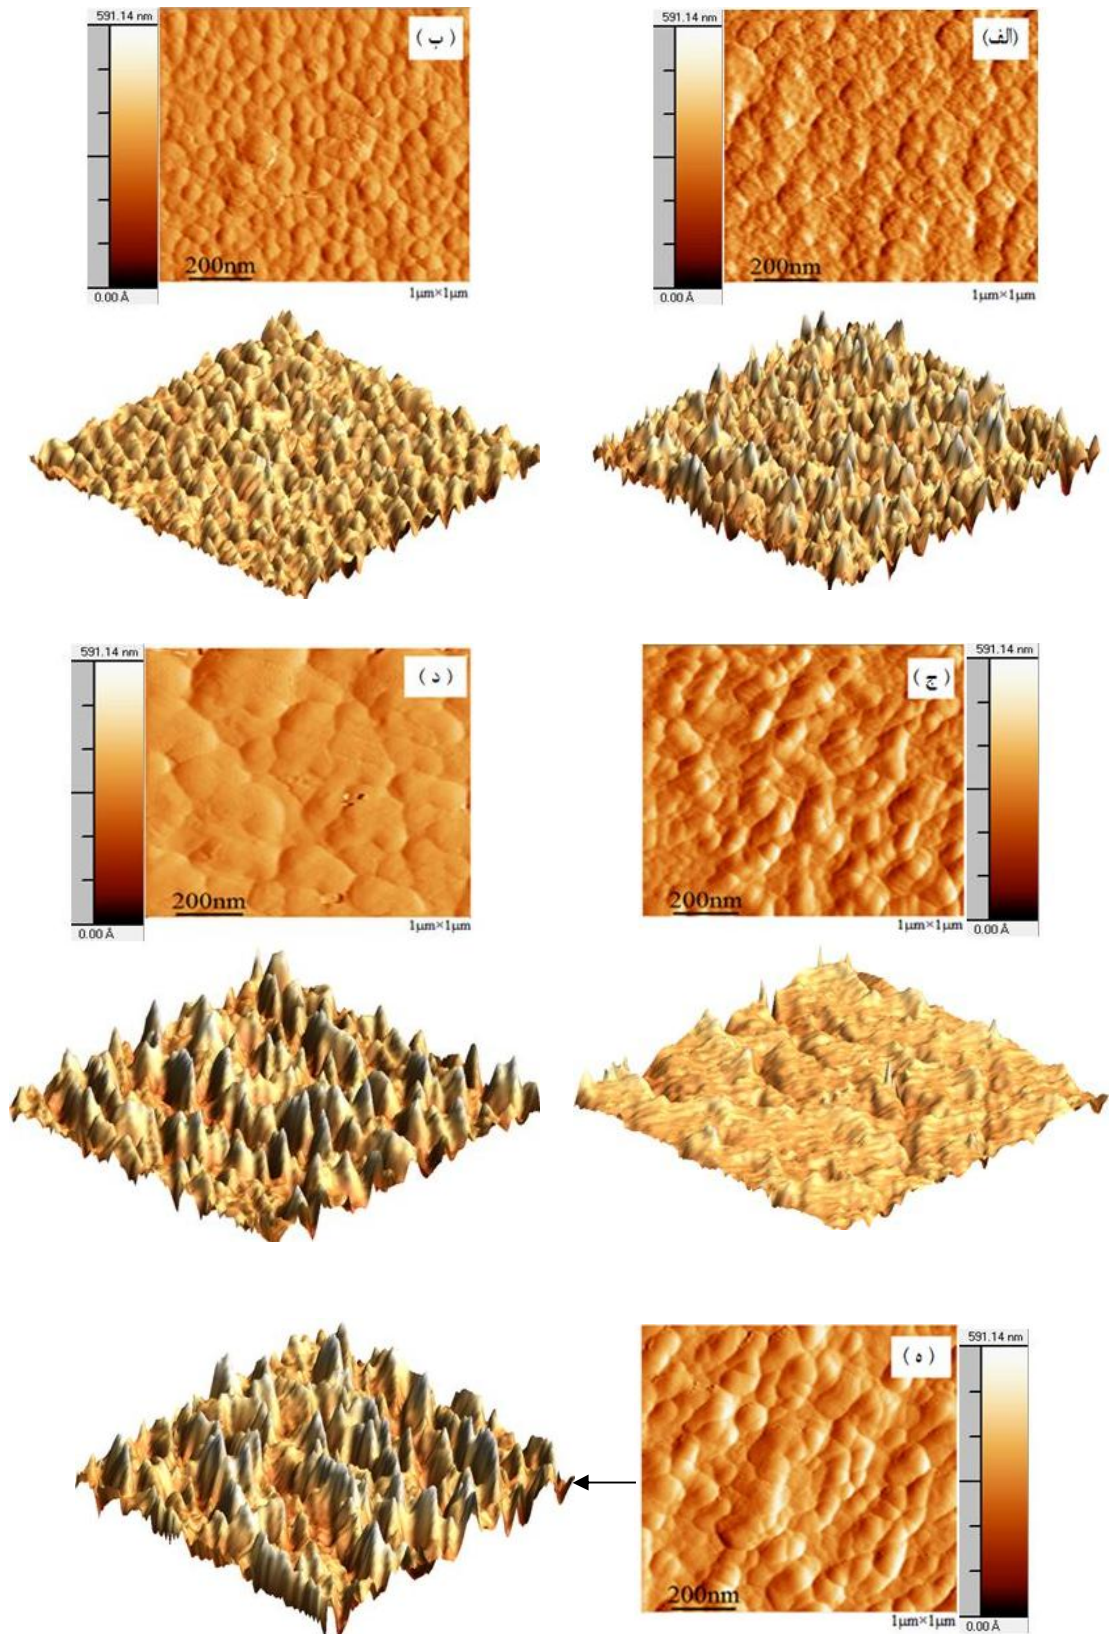 (الف)
591.14 nm
200nm
0.00 Å
1µm×1µm
( ب )
591.14 nm
200nm
0.00 Å
1µm×1µm
( ج )
591.14 nm
200nm
0.00 Å
1µm×1µm
( د )
591.14 nm
200nm
0.00 Å
1µm×1µm
( ه )
591.14 nm
200nm
0.00 Å
1µm×1µm